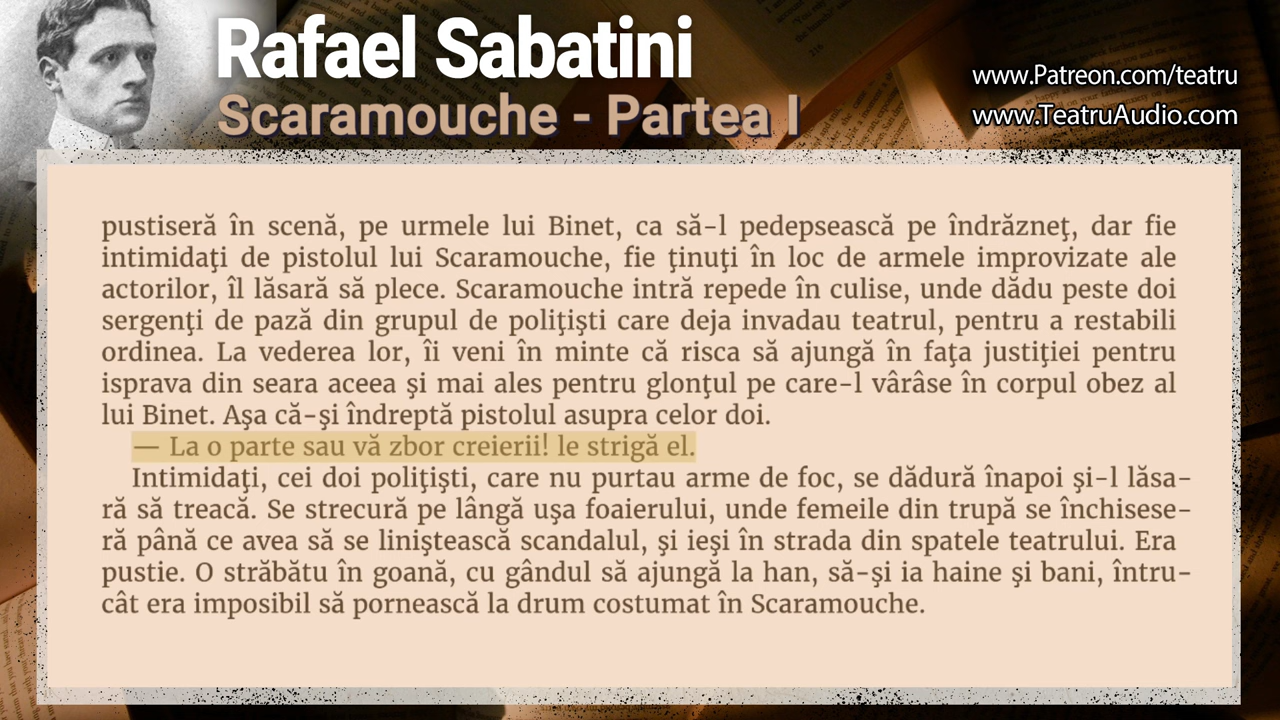 Rafael Sabatini
Scaramouche - Partea I
www.Patreon.com/teatru
www.TeatruAudio.com
pustiseră în scenă, pe urmele lui Binet, ca să-l pedepsească pe îndrăzneţ, dar fie
intimidaţi de pistolul lui Scaramouche, fie ţinuţi în loc de armele improvizate ale
actorilor, îl lăsară să plece. Scaramouche intră repede în culise, unde dădu peste doi
sergenţi de pază din grupul de poliţişti care deja invadau teatrul, pentru a restabili
ordinea. La vederea lor, îi veni în minte că risca să ajungă în faţa justiţiei pentru
isprava din seara aceea şi mai ales pentru glonţul pe care-l vârâse în corpul obez al
lui Binet. Aşa că-şi îndreptă pistolul asupra celor doi.
— La o parte sau vă zbor creierii! le strigă el.
Intimidaţi, cei doi poliţişti, care nu purtau arme de foc, se dădură înapoi şi-l lăsa-
ră să treacă. Se strecură pe lângă uşa foaierului, unde femeile din trupă se închisese-
ră până ce avea să se liniştească scandalul, şi ieşi în strada din spatele teatrului. Era
pustie. O străbătu în goană, cu gândul să ajungă la han, să-şi ia haine şi bani, întru-
cât era imposibil să pornească la drum costumat în Scaramouche.